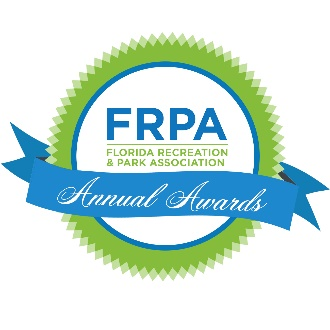 FRPA
FLORIDA RECREATION
& PARK ASSOCIATION
Annual Awards